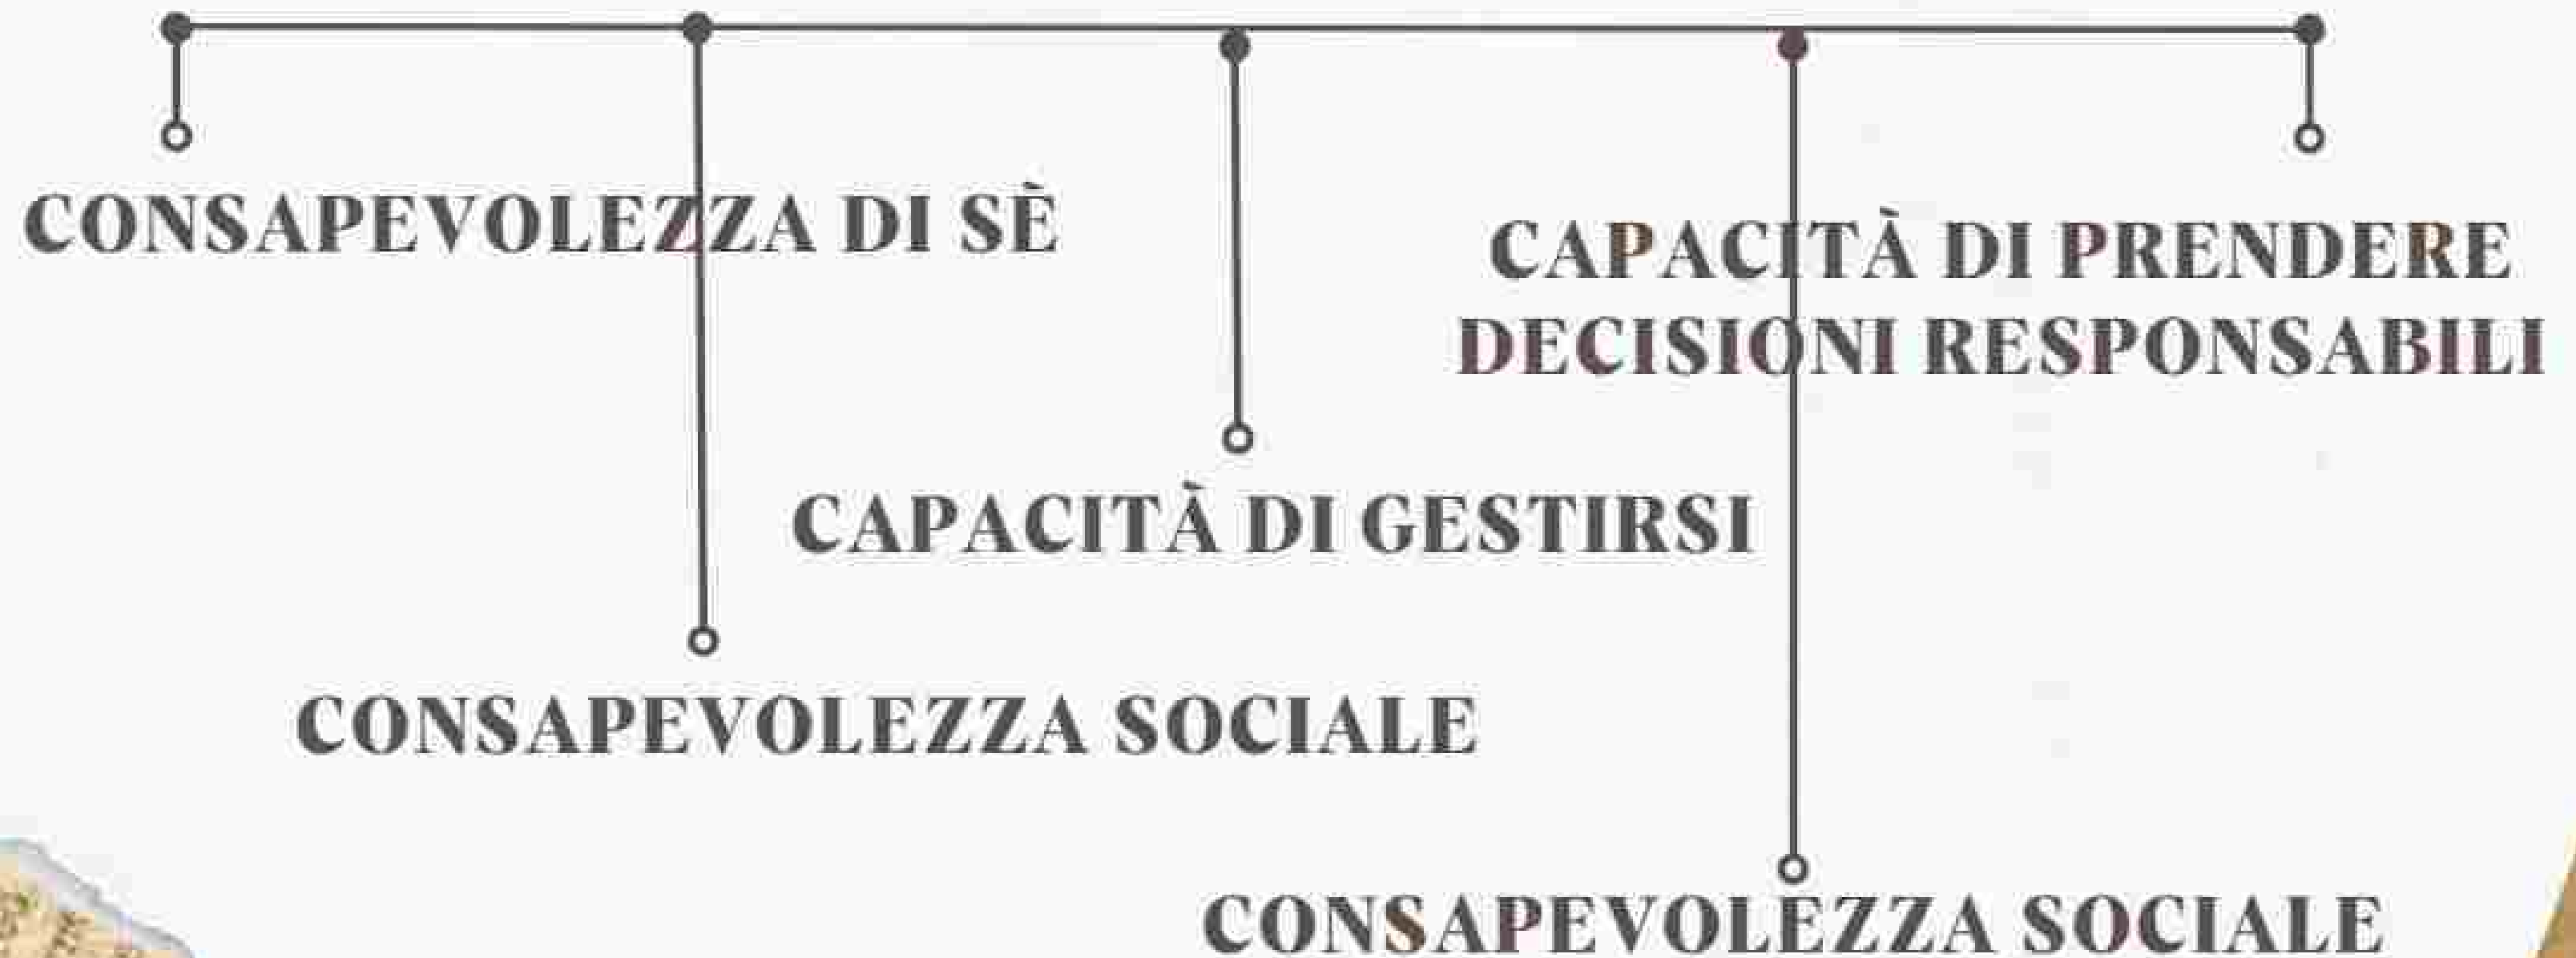 CONSAPEVOLEZZA DI SÈ
CAPACITÀ DI PRENDERE
DECISIONI RESPONSABILI
CAPACITÀ DI GESTIRSI
CONSAPEVOLEZZA SOCIALE
CONSAPEVOLEZZA SOCIALE